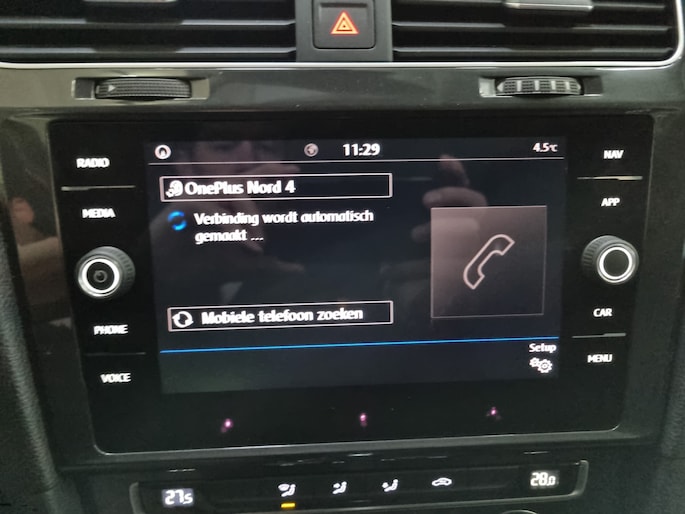 RADIO
MEDIA
PHONE
VOICE
11:29
4.5°C
OnePlus Nord 4
Verbinding wordt automatisch
gemaakt ...
Mobiele telefoon zoeken
Setup
NAV
APP
CAR
MENU
27.5
28.0